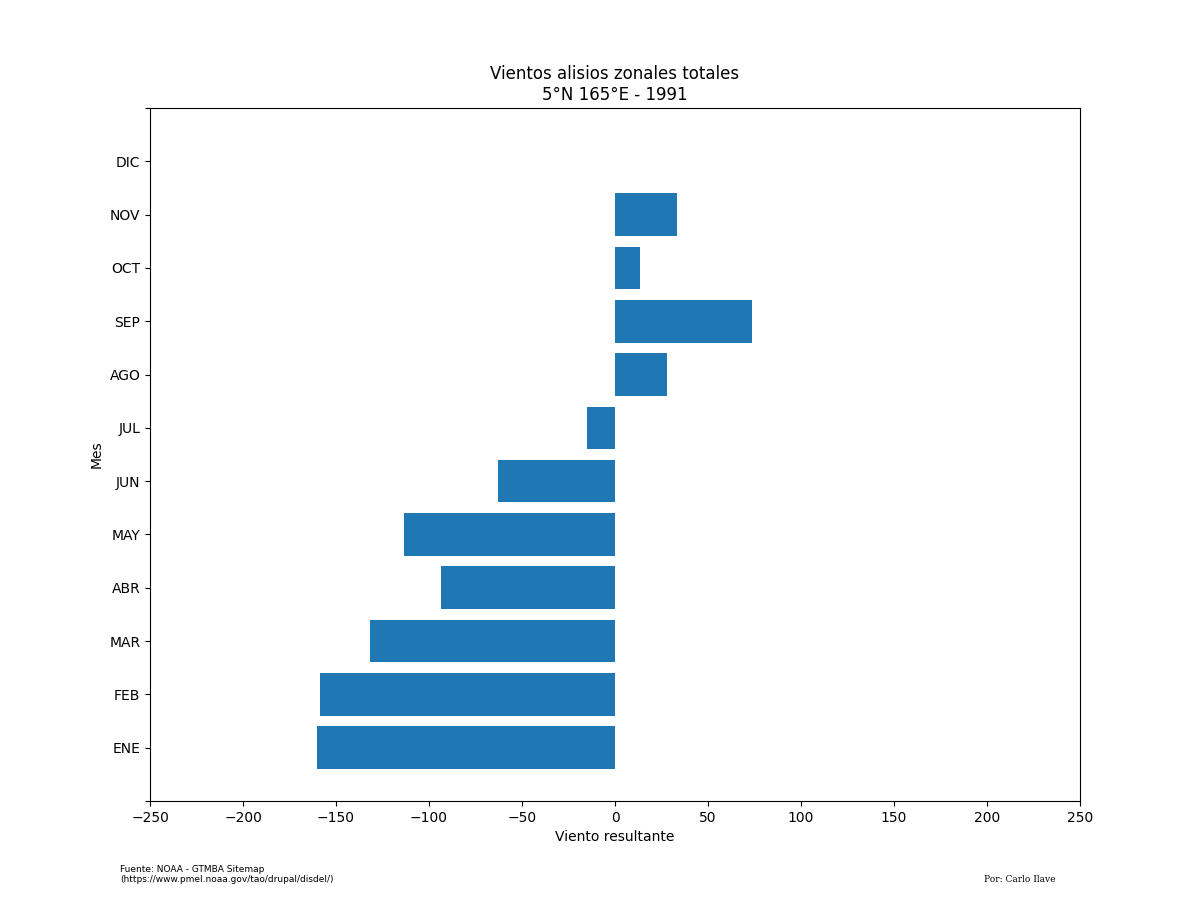 Vientos alisios zonales totales
5°N 165°E - 1991
DIC
NOV
OCT
SEP
AGO
JUL
JUN
MAY
ABR
MAR
FEB
ENE
Mes
−250 −200 −150 −100 −50 0 50 100 150 200 250
Viento resultante
Fuente: NOAA - GTMBA Sitemap
(https://www.pmel.noaa.gov/tao/drupal/disdel/)
Por: Carlo Ilave